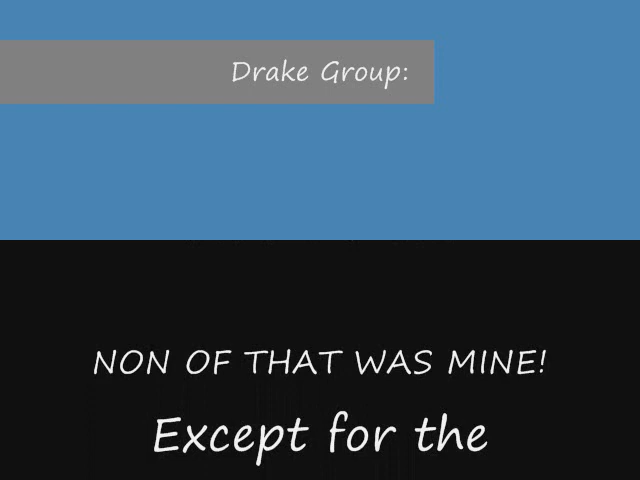 Drake Group:
NON OF THAT WAS MINE!
Except for the